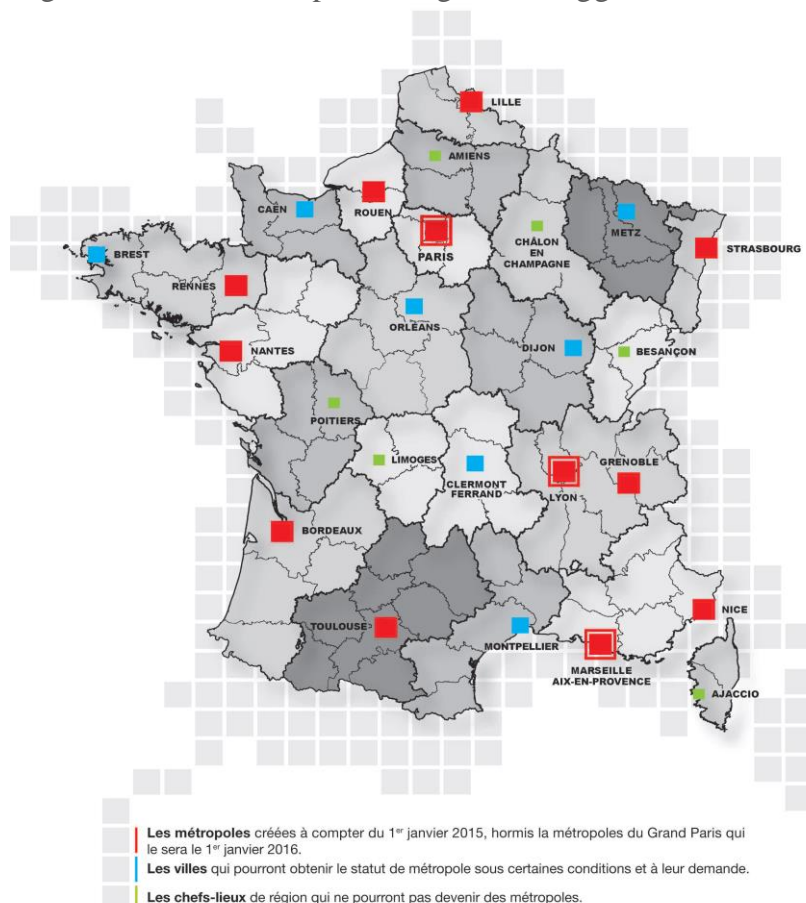 LILLE
AMIENS
ROUEN
CAEN
METZ
PARIS
CHÂLON
EN
CHAMPAGNE
STRASBOURG
BREST
RENNES
ORLÉANS
NANTES
DIJON
BESANÇON
POITIERS
LIMOGES
CLERMONT
FERRAND
GRENOBLE
LYON
BORDEAUX
NICE
TOULOUSE
MONTPELLIER
MARSEILLE
AIX-EN-PROVENCE
AJACCIO
Les métropoles créées à compter du 1er janvier 2015, hormis la métropoles du Grand Paris qui
le sera le 1er janvier 2016.
Les villes qui pourront obtenir le statut de métropole sous certaines conditions et à leur demande.
Les chefs-lieux de région qui ne pourront pas devenir des métropoles.